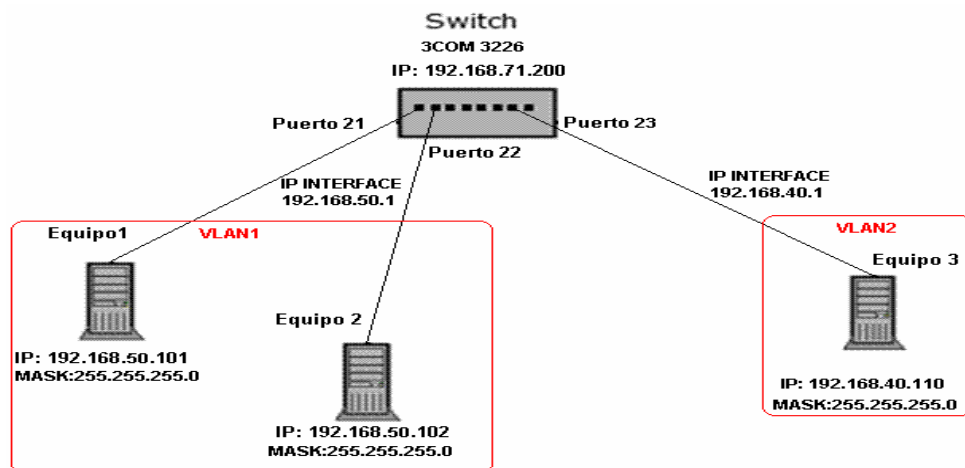 Switch
3COM 3226
IP: 192.168.71.200
Puerto 21
Puerto 23
Puerto 22
IP INTERFACE
192.168.50.1
IP INTERFACE
192.168.40.1
Equipo1
VLAN1
VLAN2
Equipo 3
Equipo 2
IP: 192.168.50.101
MASK:255.255.255.0
IP: 192.168.40.110
MASK:255.255.255.0
IP: 192.168.50.102
MASK:255.255.255.0